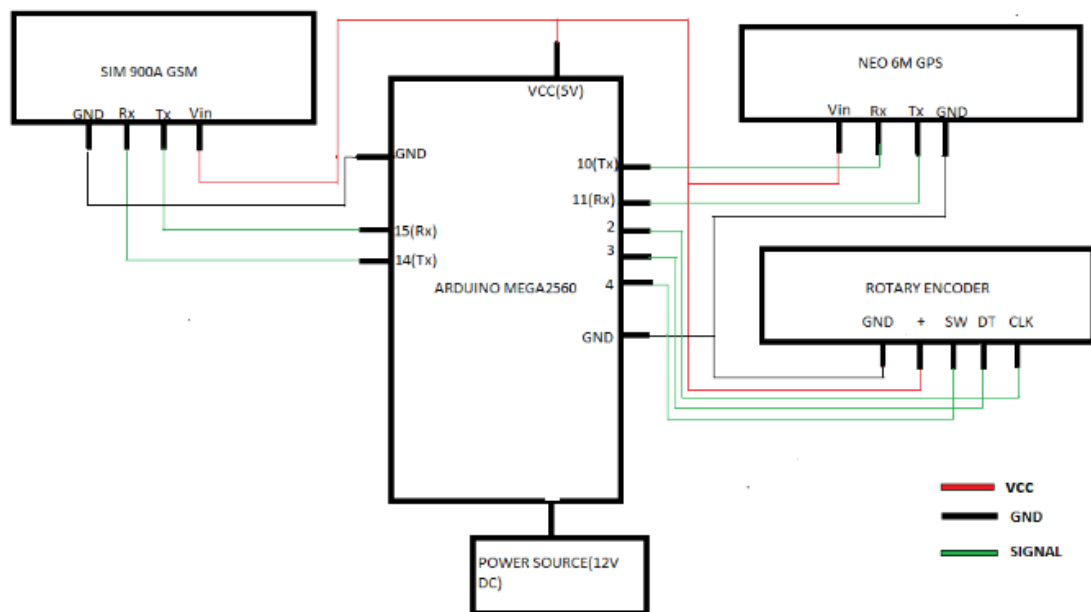 SIM 900A GSM
GND Rx Tx Vin
VCC(5V)
GND
15(Rx)
14(Tx)
ARDUINO MEGA2560
10(Tx)
11(Rx)
2
3
4
GND
NEO 6M GPS
Vin Rx Tx GND
ROTARY ENCODER
GND + SW DT CLK
POWER SOURCE(12V
DC)
VCC
GND
SIGNAL